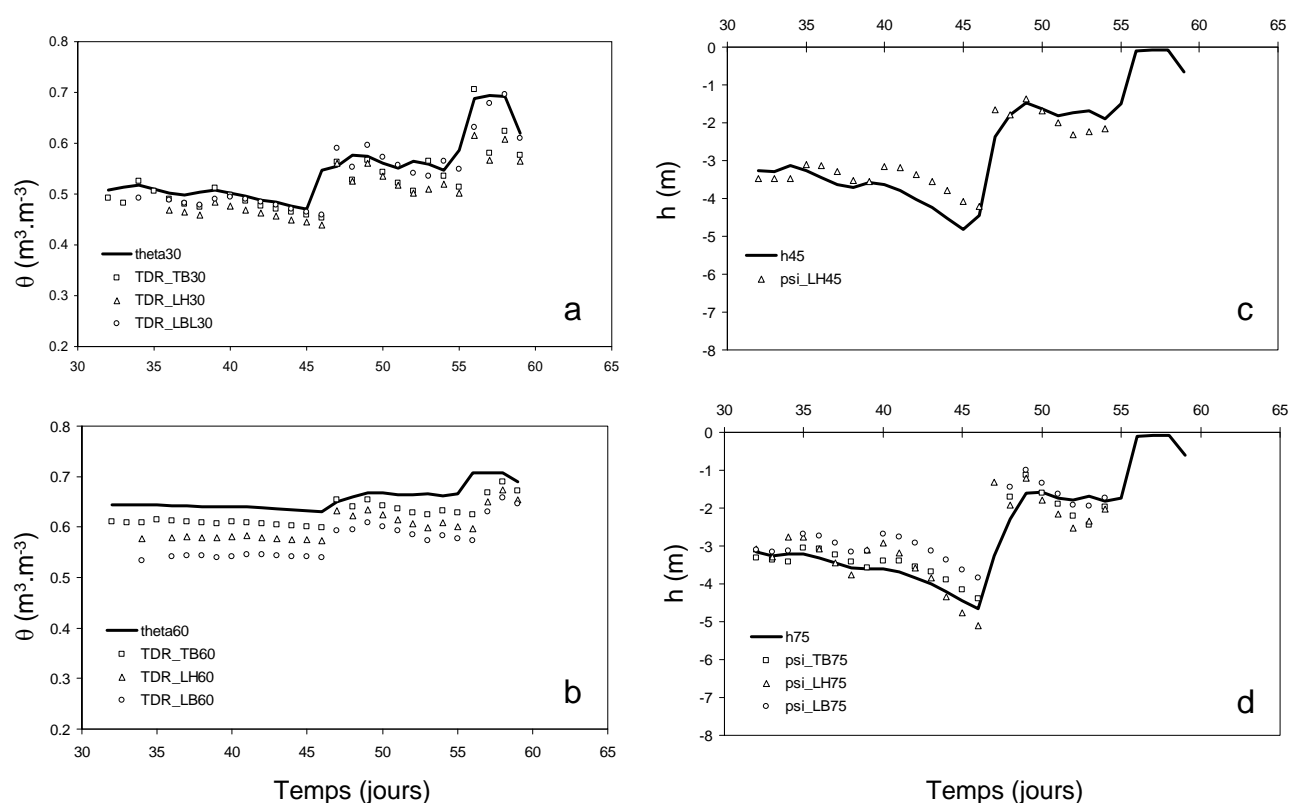 0.8
0.7
0.6
0.5
0.4
0.3
0.2
θ (m³.m⁻³)
theta30
TDR_TB30
TDR_LH30
TDR_LBL30
a
30 35 40 45 50 55 60 65
30 35 40 45 50 55 60 65
0
-1
-2
-3
-4
-5
-6
-7
-8
h (m)
h45
psi_LH45
c
0.8
0.7
0.6
0.5
0.4
0.3
0.2
θ (m³.m⁻³)
theta60
TDR_TB60
TDR_LH60
TDR_LB60
b
30 35 40 45 50 55 60 65
Temps (jours)
30 35 40 45 50 55 60 65
0
-1
-2
-3
-4
-5
-6
-7
-8
h (m)
h75
psi_TB75
psi_LH75
psi_LB75
d
Temps (jours)